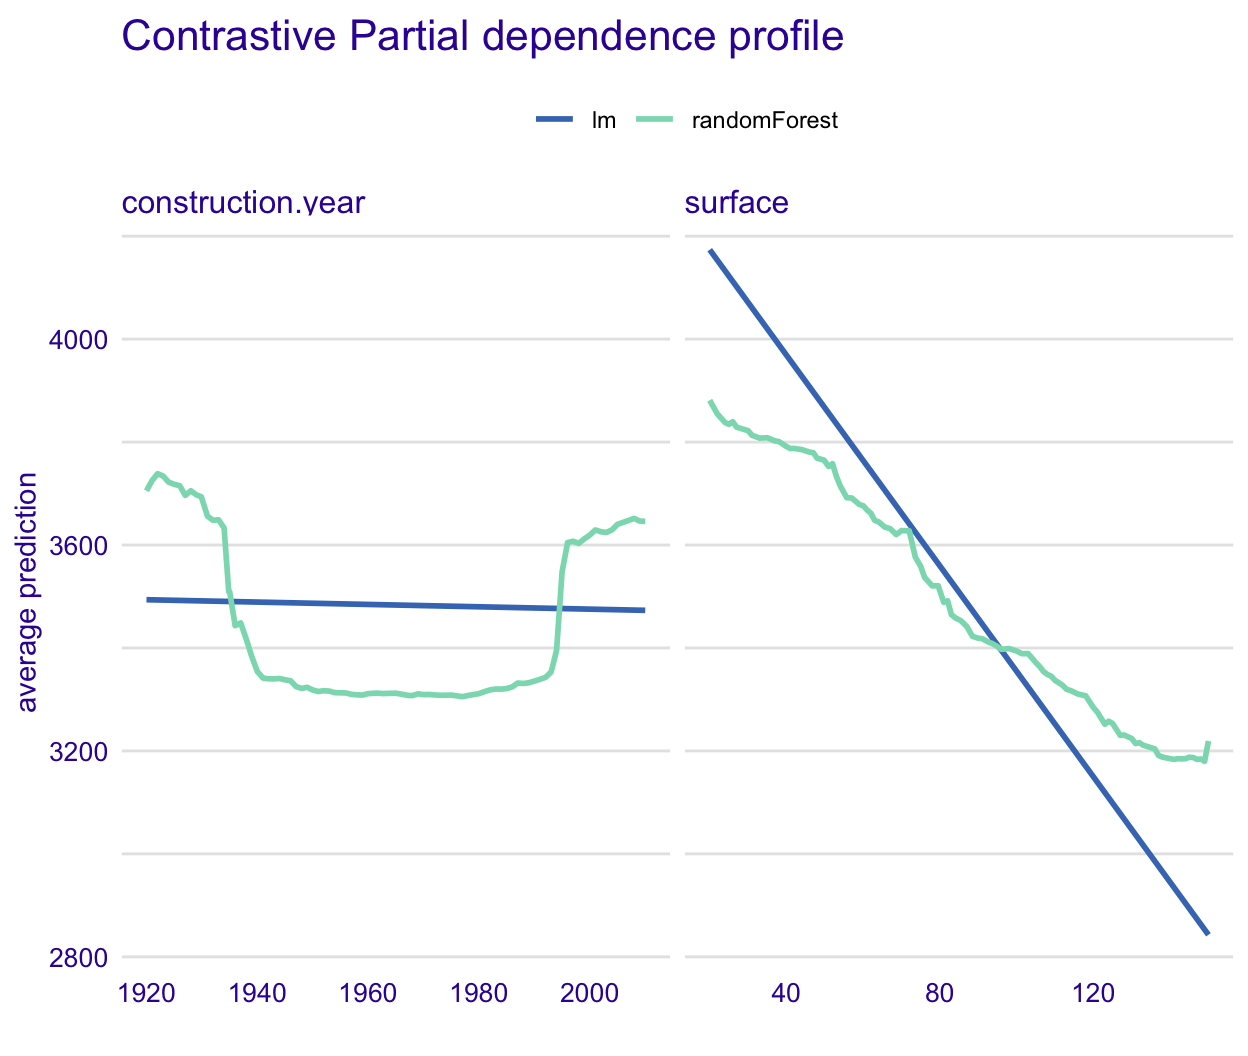 Contrastive Partial dependence profile
lm randomForest
construction.year
surface
average prediction
4000
3600
3200
2800
1920 1940 1960 1980 2000
40 80 120